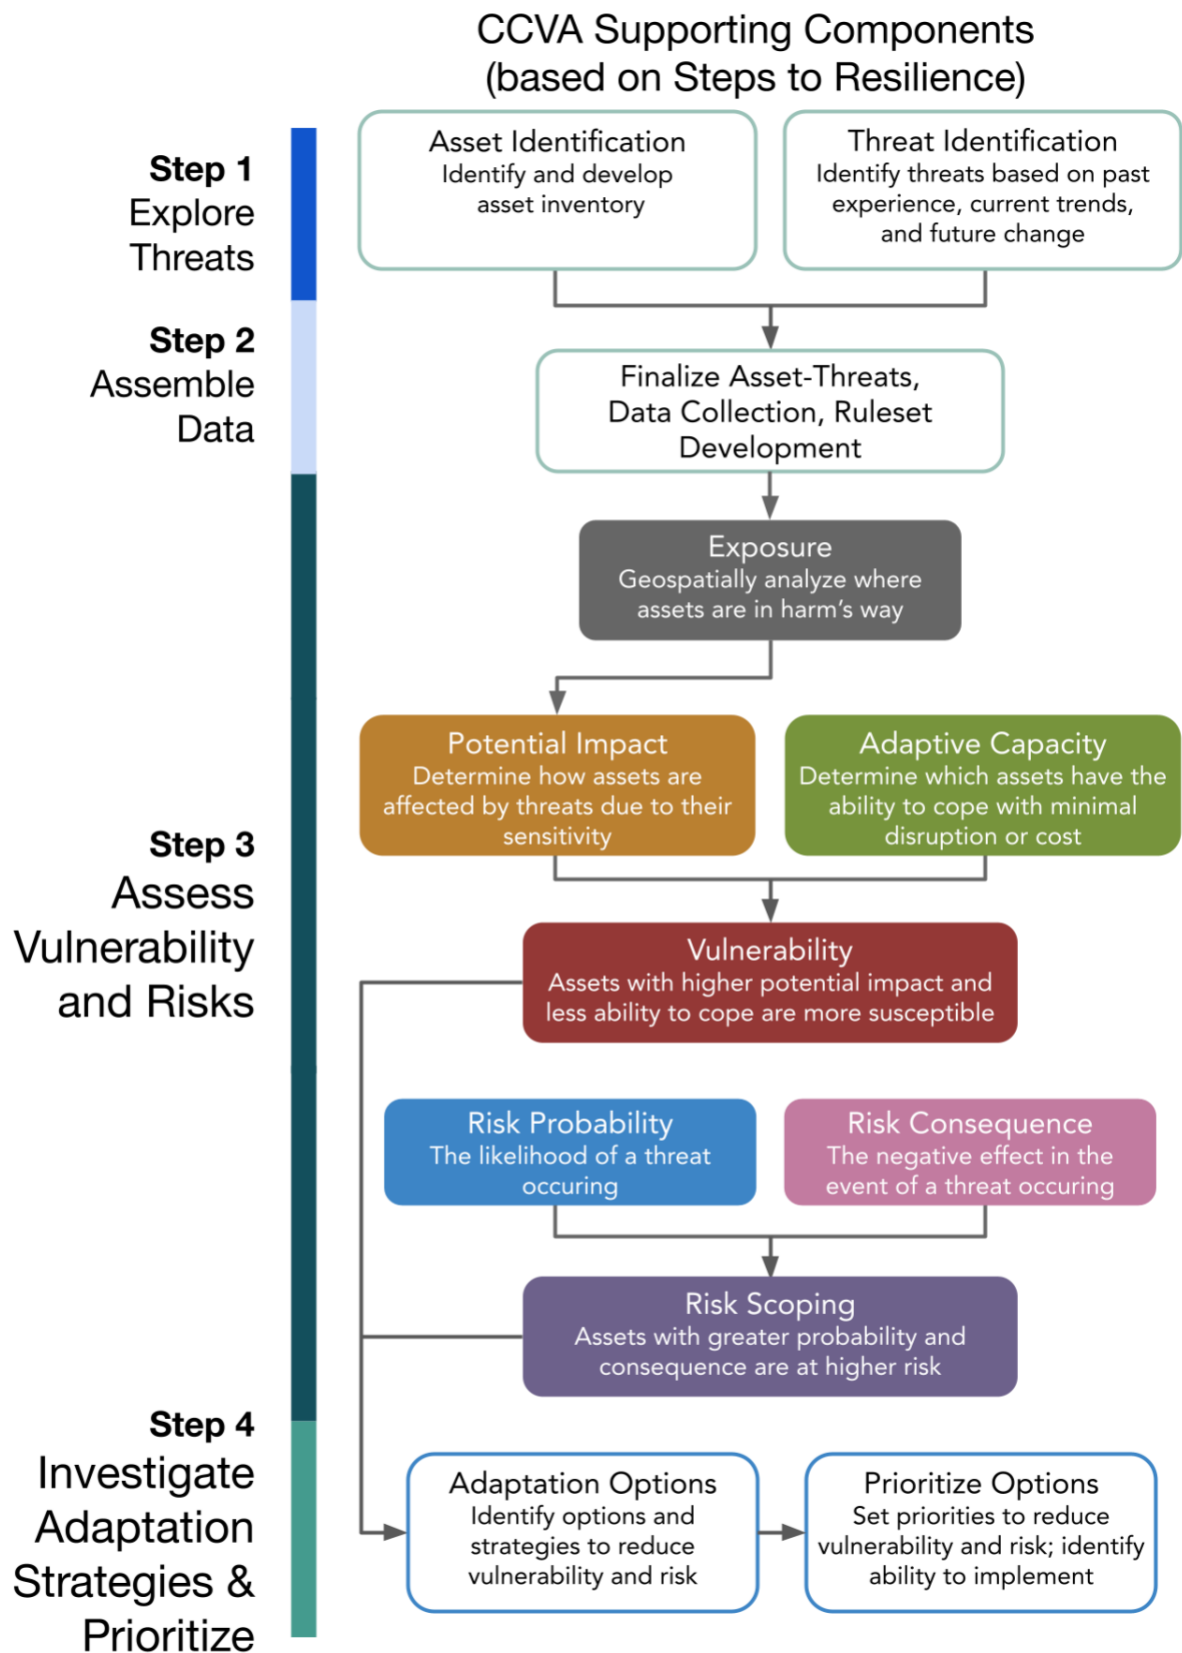 CCVA Supporting Components
(based on Steps to Resilience)
Step 1
Explore
Threats
Asset Identification
Identify and develop
asset inventory
Threat Identification
Identify threats based on past
experience, current trends,
and future change
Step 2
Assemble
Data
Finalize Asset-Threats,
Data Collection, Ruleset
Development
Step 3
Assess
Vulnerability
and Risks
Exposure
Geospatially analyze where
assets are in harm's way
Potential Impact
Determine how assets are
affected by threats due to their
sensitivity
Adaptive Capacity
Determine which assets have the
ability to cope with minimal
disruption or cost
Vulnerability
Assets with higher potential impact and
less ability to cope are more susceptible
Risk Probability
The likelihood of a threat
occuring
Risk Consequence
The negative effect in the
event of a threat occuring
Risk Scoping
Assets with greater probability and
consequence are at higher risk
Step 4
Investigate
Adaptation
Strategies &
Prioritize
Adaptation Options
Identify options and
strategies to reduce
vulnerability and risk
Prioritize Options
Set priorities to reduce
vulnerability and risk; identify
ability to implement